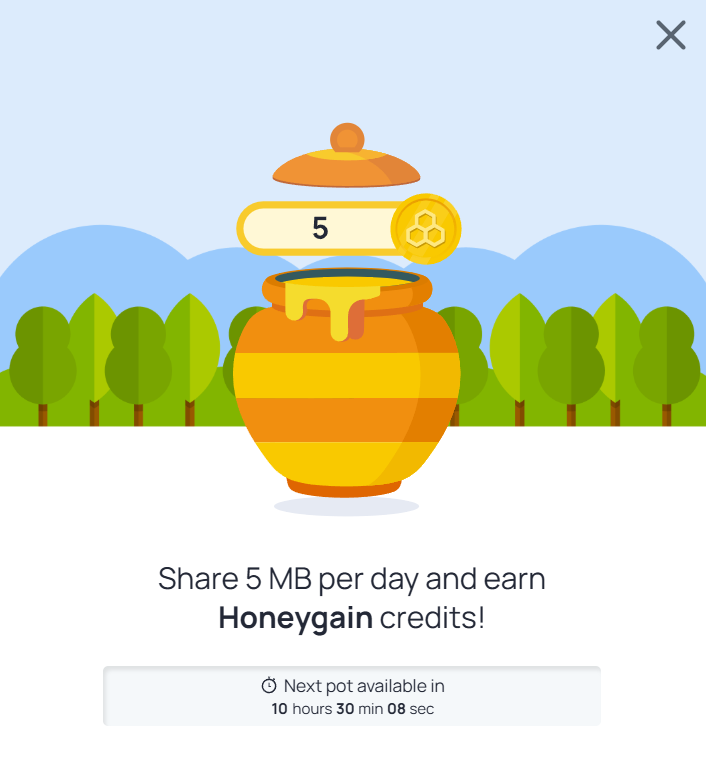 5
Share 5 MB per day and earn
Honeygain credits!
Next pot available in
10 hours 30 min 08 sec